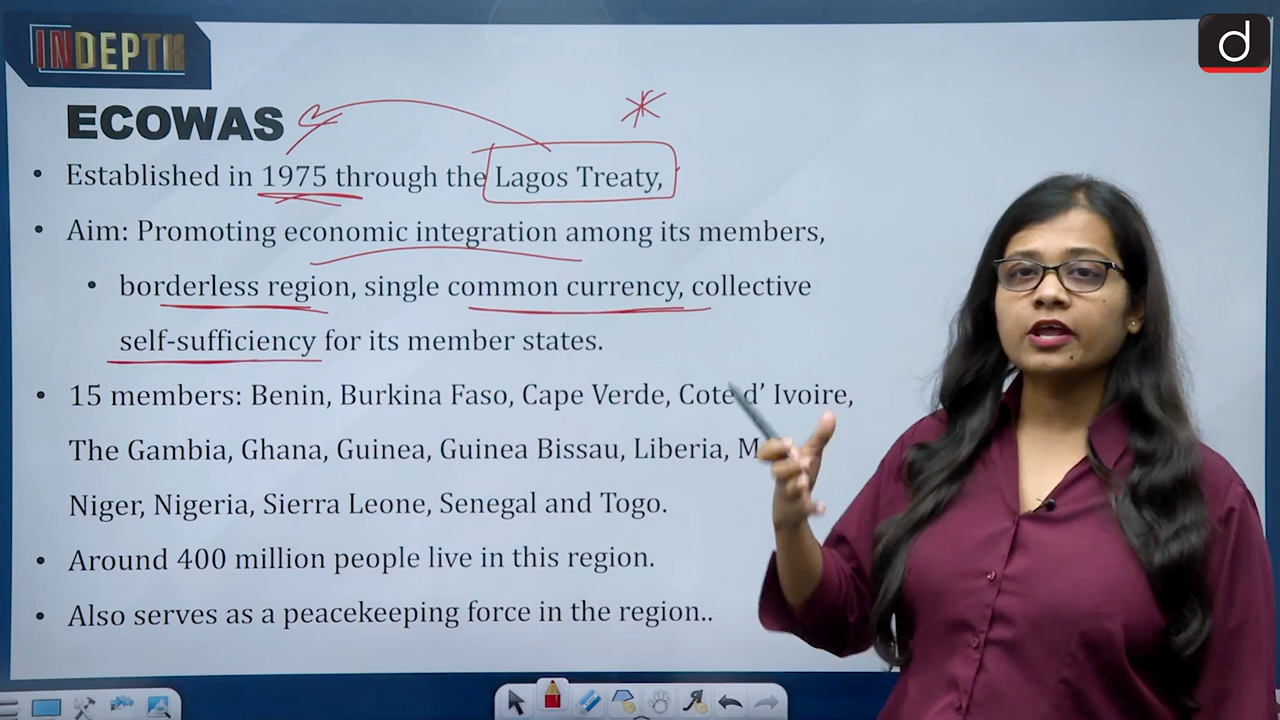 INDEPTH
d
ECOWAS
• Established in 1975 through the Lagos Treaty,
• Aim: Promoting economic integration among its members,
• borderless region, single common currency, collective
self-sufficiency for its member states.
• 15 members: Benin, Burkina Faso, Cape Verde, Cote d’ Ivoire,
The Gambia, Ghana, Guinea, Guinea Bissau, Liberia, M
Niger, Nigeria, Sierra Leone, Senegal and Togo.
• Around 400 million people live in this region.
• Also serves as a peacekeeping force in the region..